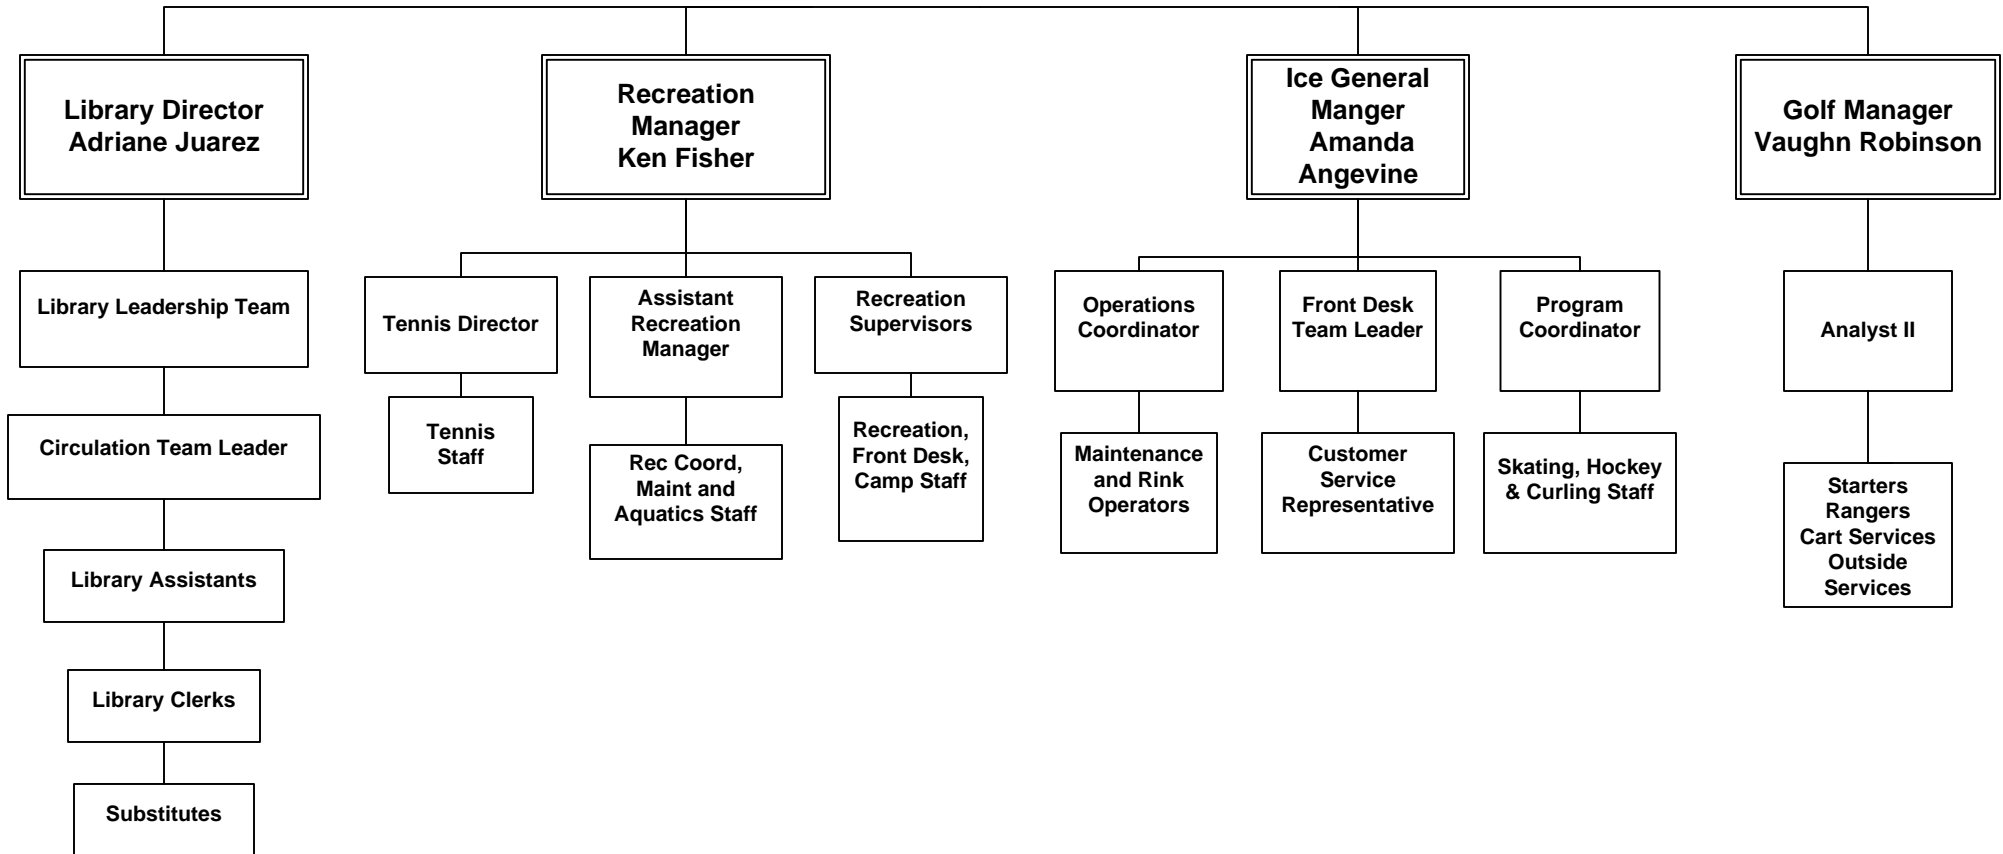 Library Director
Adriane Juarez
Recreation
Manager
Ken Fisher
Ice General
Manger
Amanda
Angevine
Golf Manager
Vaughn Robinson
Library Leadership Team
Tennis Director
Assistant
Recreation
Manager
Recreation
Supervisors
Operations
Coordinator
Front Desk
Team Leader
Program
Coordinator
Analyst II
Circulation Team Leader
Tennis
Staff
Rec Coord,
Maint and
Aquatics Staff
Recreation,
Front Desk,
Camp Staff
Maintenance
and Rink
Operators
Customer
Service
Representative
Skating, Hockey
& Curling Staff
Starters
Rangers
Cart Services
Outside
Services
Library Assistants
Library Clerks
Substitutes